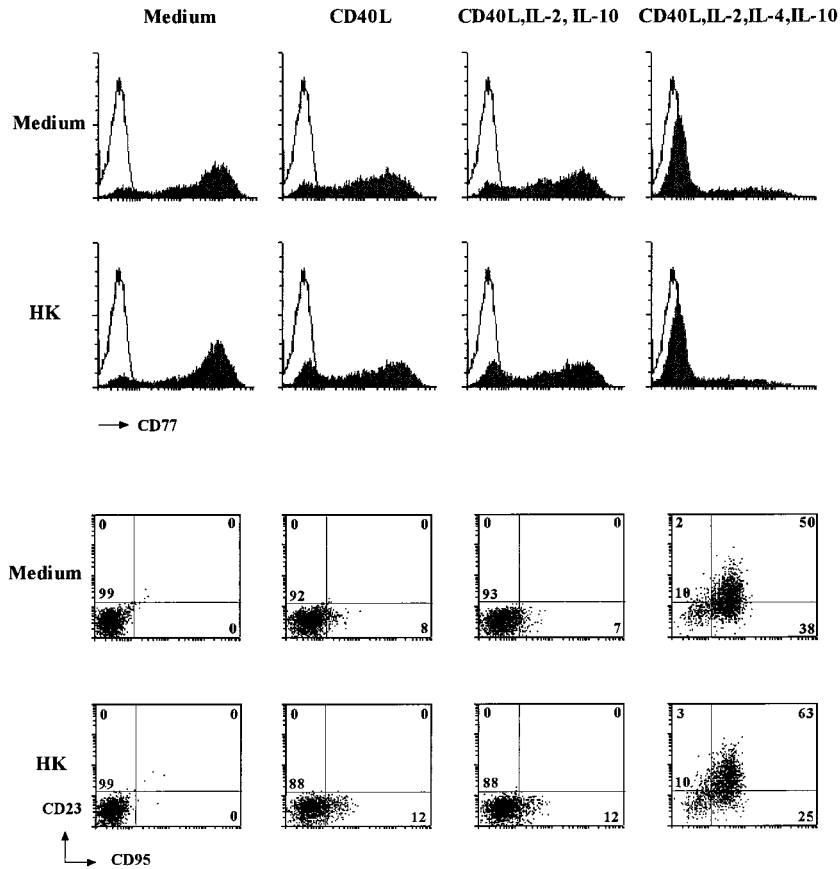 Medium CD40L CD40L,IL-2, IL-10 CD40L,IL-2,IL-4,IL-10
Medium
HK
CD77
0 0 0 0 0 0 2 50
Medium
99 92 93 10
0 8 7 38
0 0 0 0 0 0 3 63
HK
99 88 88 10
CD23
0 12 12 25
CD95